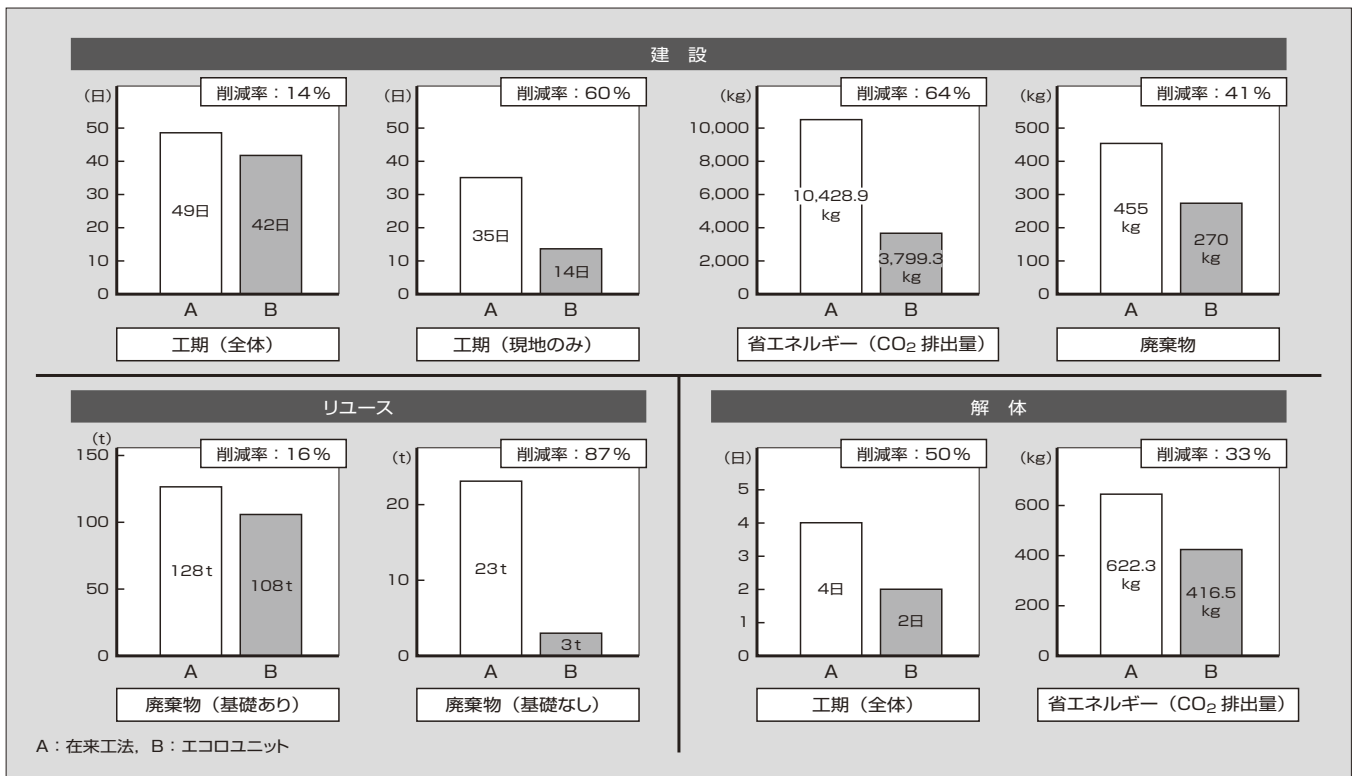 建 設
(日) 削減率：14%
50
40
30
20
10
0
49日 42日
A B
工期（全体）
(日) 削減率：60%
50
40
30
20
10
0
35日
14日
A B
工期（現地のみ）
(kg) 削減率：64%
10,000
8,000
6,000
4,000
2,000
0
10,428.9
kg
3,799.3
kg
A B
省エネルギー（CO₂ 排出量）
(kg) 削減率：41%
500
400
300
200
100
0
455
kg
270
kg
A B
廃棄物
リユース
(t) 削減率：16%
150
100
50
0
128t 108t
A B
廃棄物（基礎あり）
(t) 削減率：87%
20
10
0
23t
3t
A B
廃棄物（基礎なし）
解 体
(日) 削減率：50%
5
4
3
2
1
0
4日
2日
A B
工期（全体）
(kg) 削減率：33%
600
400
200
0
622.3
kg
416.5
kg
A B
省エネルギー（CO₂ 排出量）
A：在来工法，B：エコロユニット